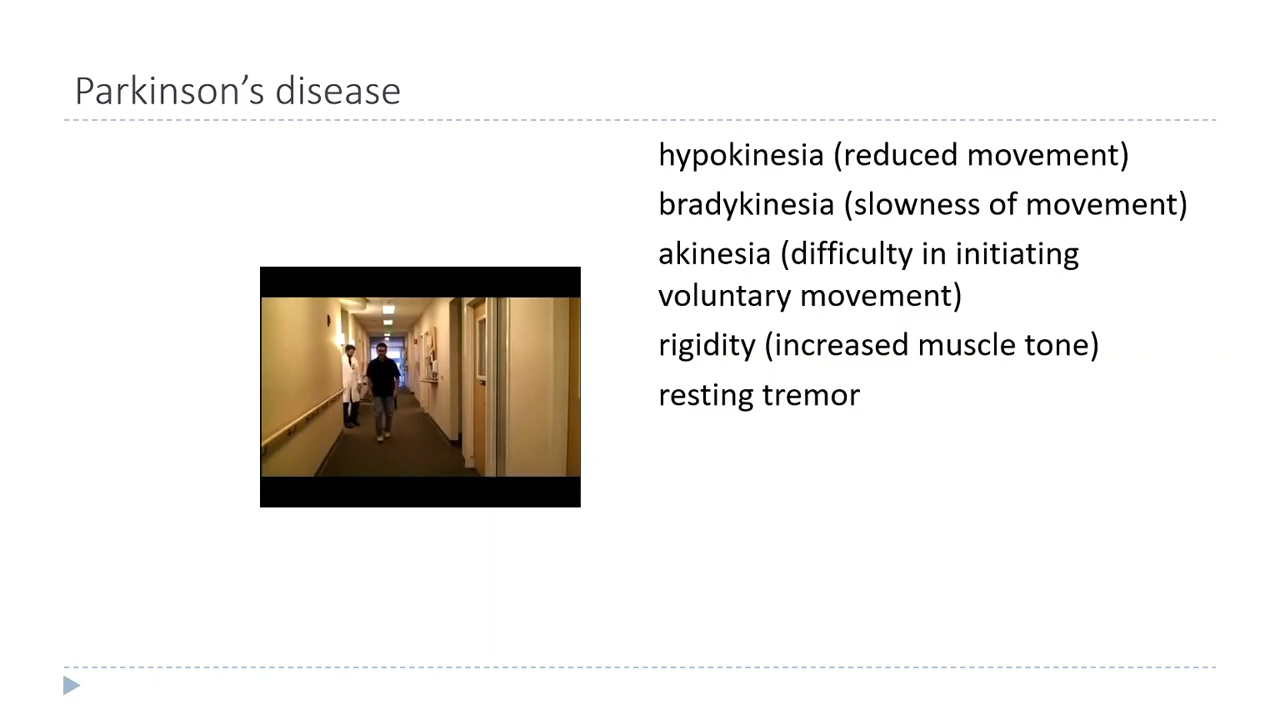 Parkinson’s disease
hypokinesia (reduced movement)
bradykinesia (slowness of movement)
akinesia (difficulty in initiating
voluntary movement)
rigidity (increased muscle tone)
resting tremor